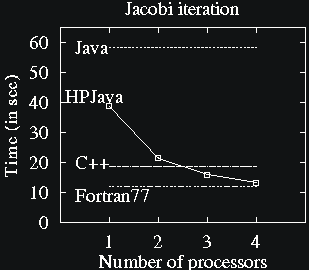 Jacobi iteration
Time (in sec)
60
50
40
30
20
10
0
Java
HPJava
C++
Fortran77
1 2 3 4
Number of processors